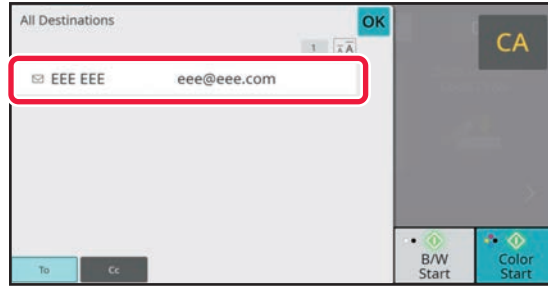 All Destinations
OK
1
CA
EEE EEE eee@eee.com
To
Cc
B/W
Start
Color
Start